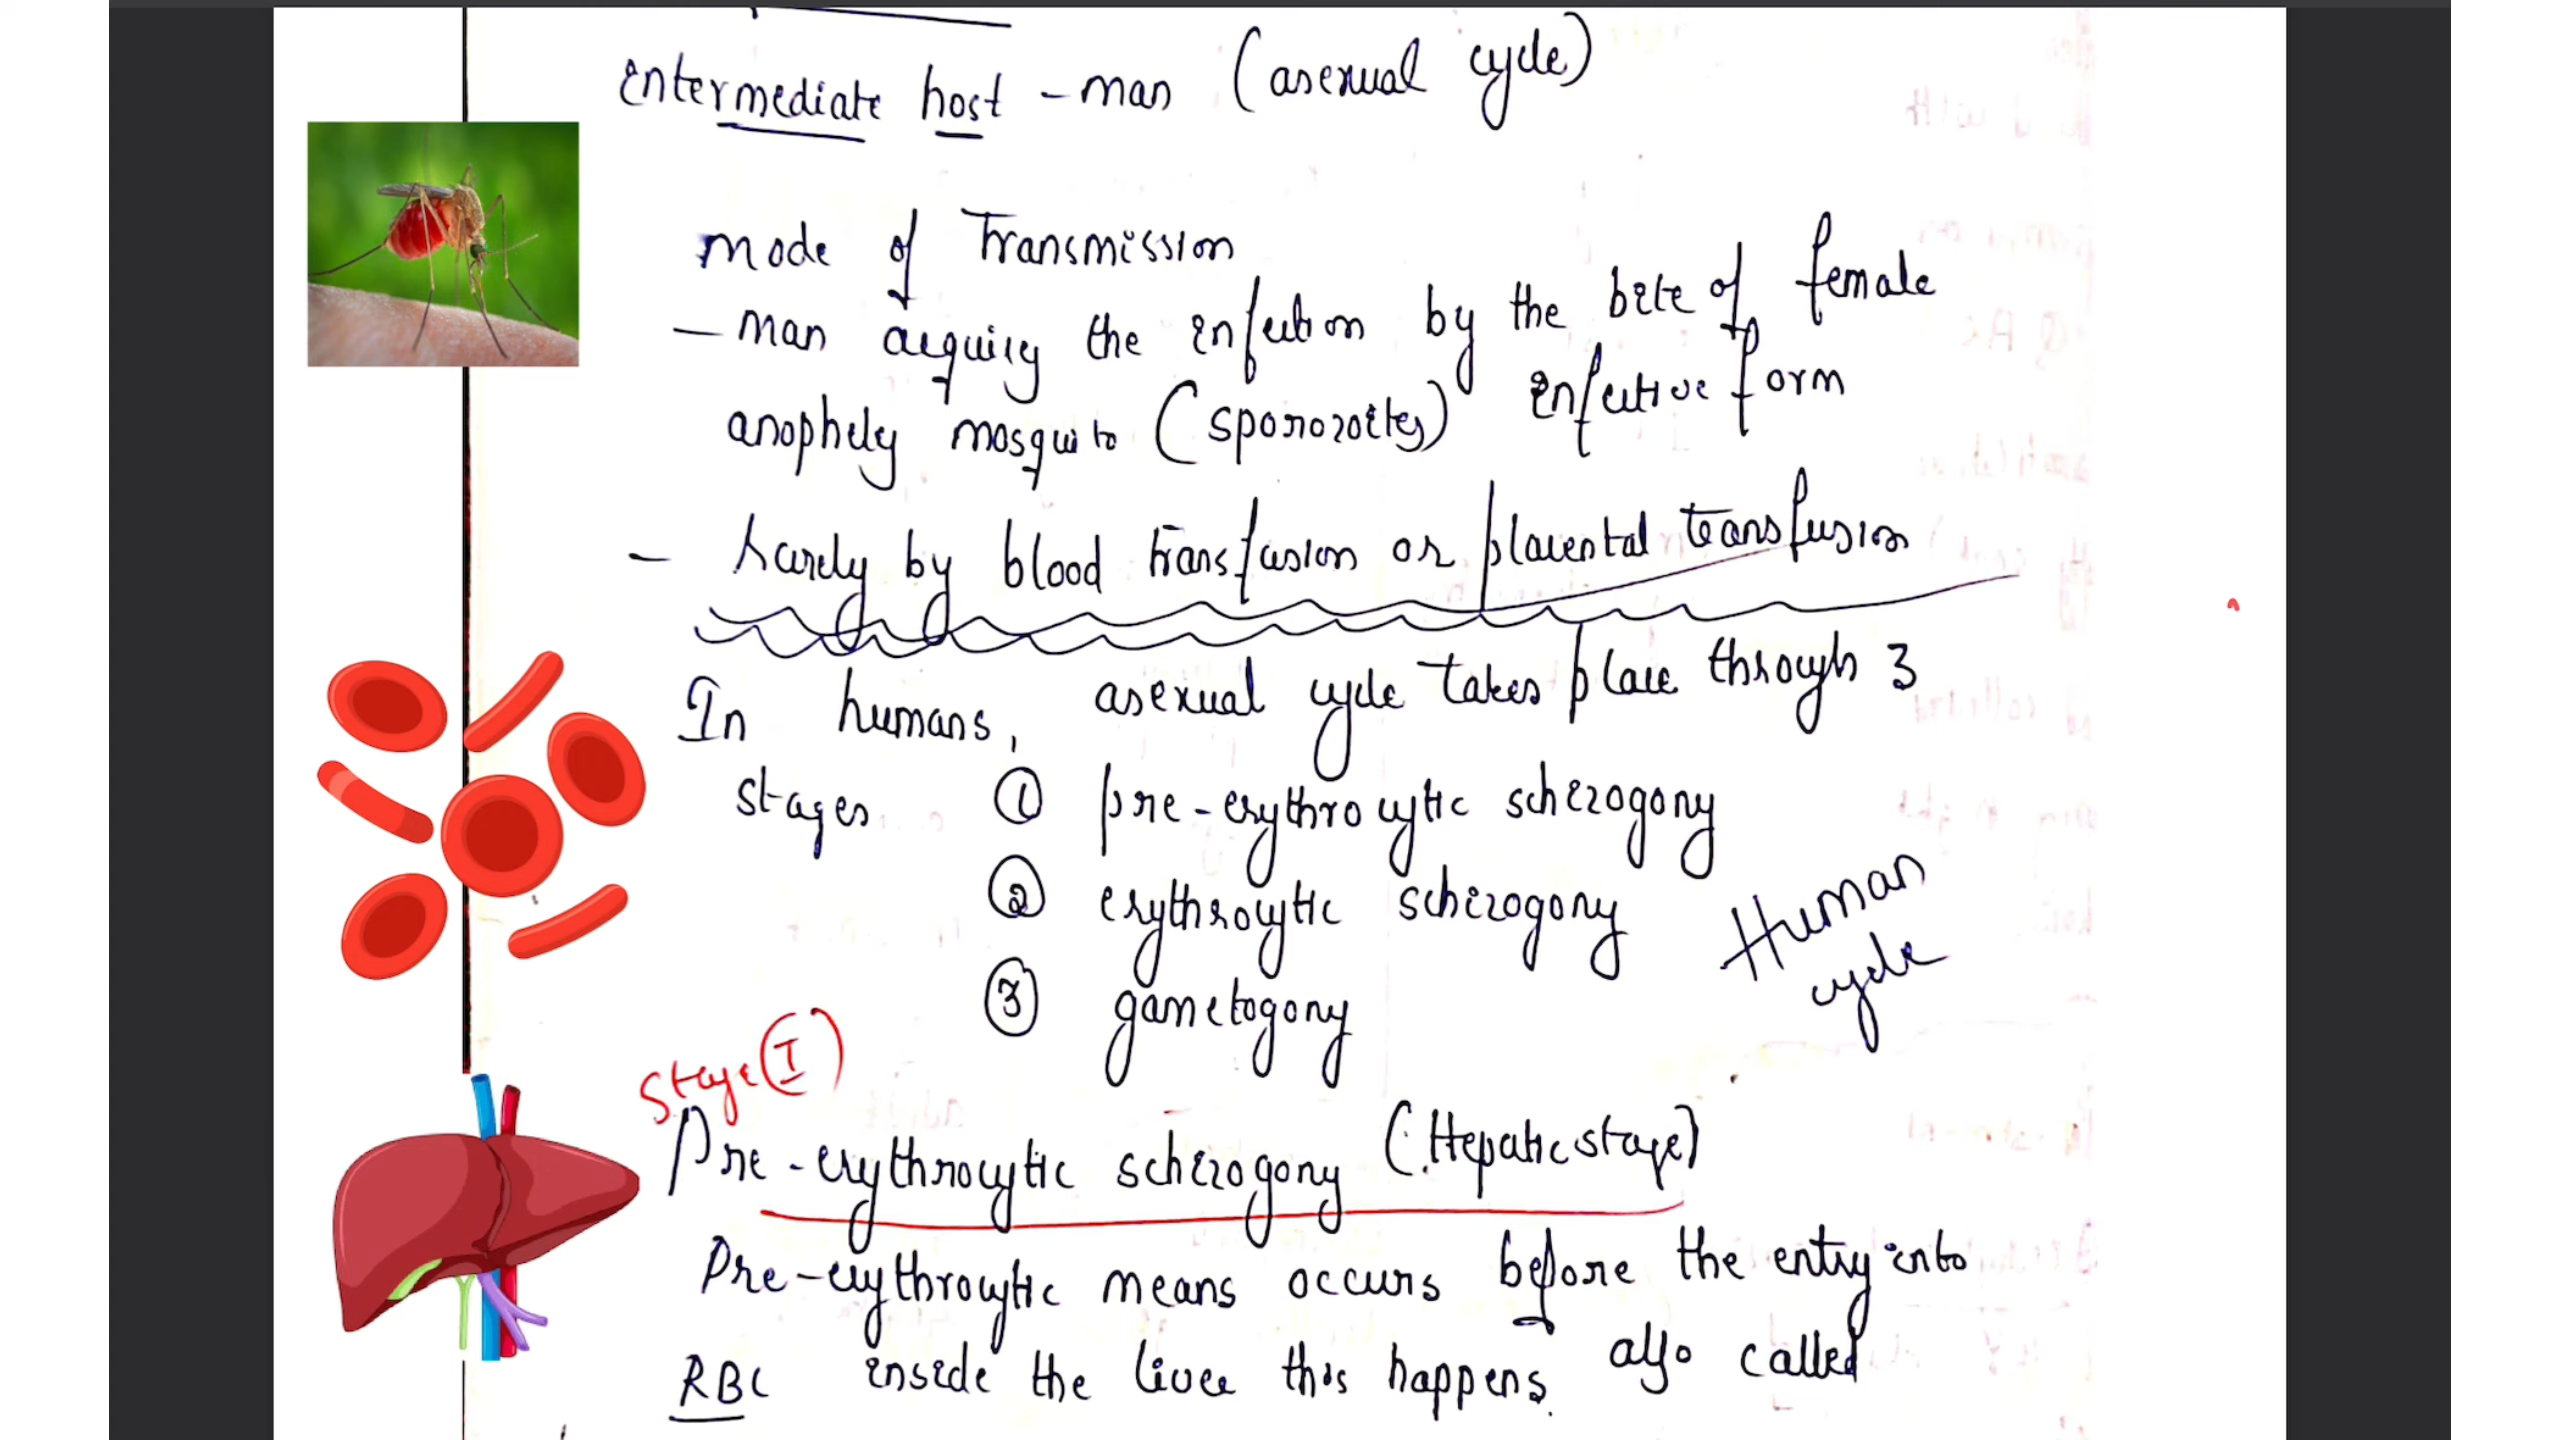 intermediate host - man (asexual cycle)
mode of Transmission
- man acquires the infection by the bite of female
anopheles mosquito (sporozoites) infective form
- rarely by blood transfusion or placental transfusion
In humans, asexual cycle takes place through 3
stages ① pre-erythrocytic schizogony
② erythrocytic schizogony
③ gametogony
Human
cycle
Stage (I)
Pre-erythrocytic schizogony (Hepatic stage)
Pre-erythrocytic means occurs before the entry into
RBC inside the liver this happens. also called